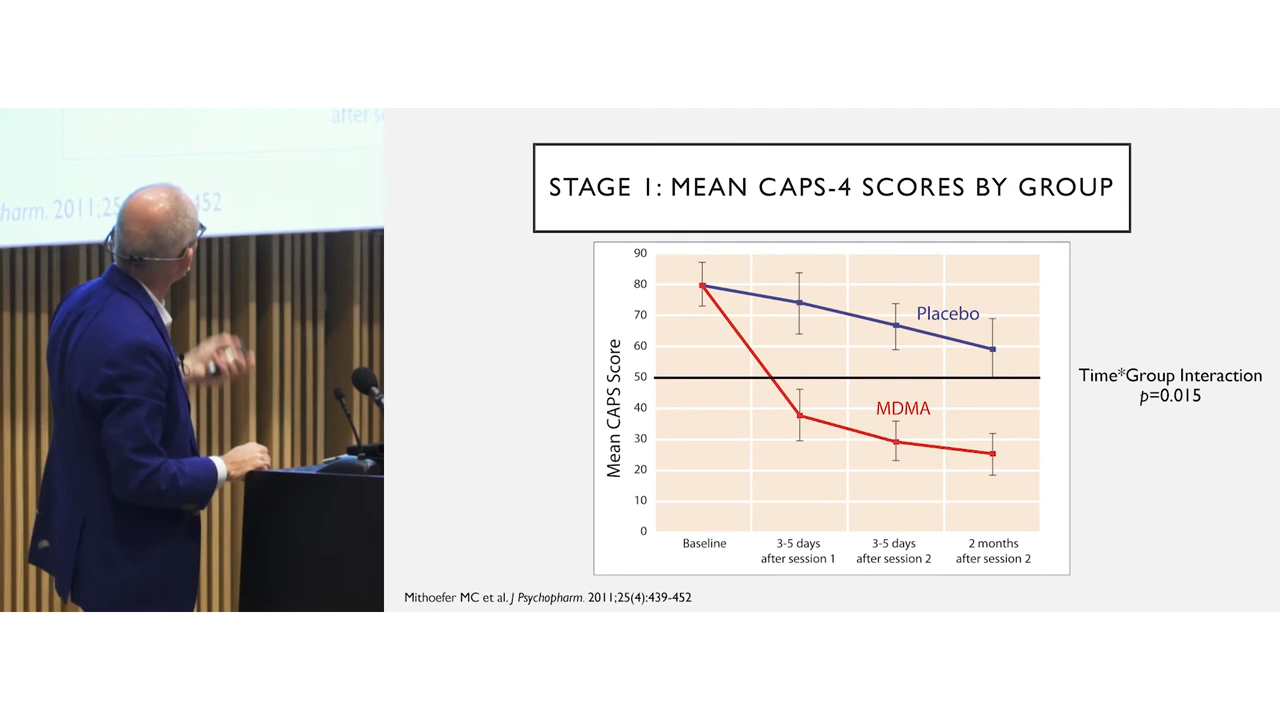 after s
harm. 2011;25
452
STAGE 1: MEAN CAPS-4 SCORES BY GROUP
90
80
70
60
50
40
30
20
10
0
Mean CAPS Score
Placebo
MDMA
Baseline
3-5 days
after session 1
3-5 days
after session 2
2 months
after session 2
Time*Group Interaction
p=0.015
Mithoefer MC et al. J Psychopharm. 2011;25(4):439-452